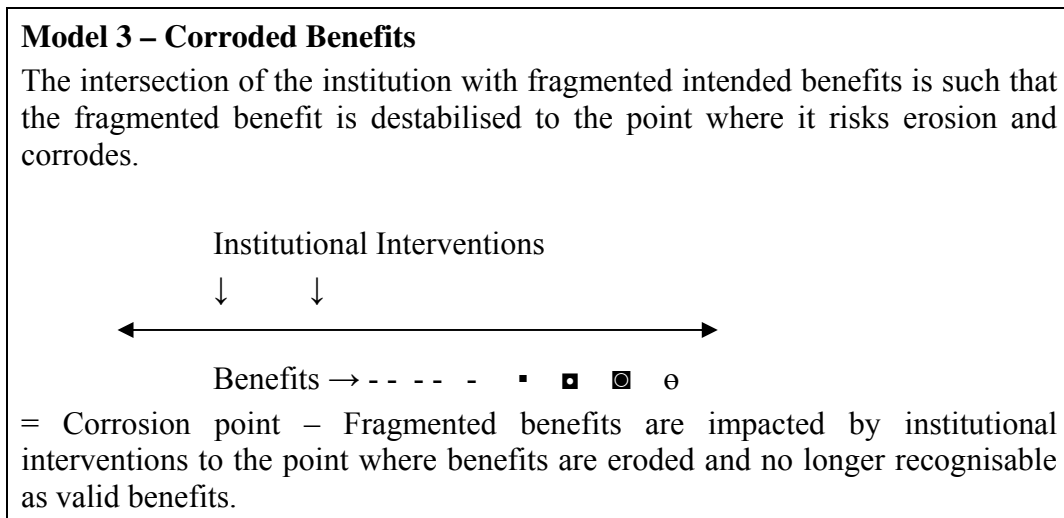 Model 3 – Corroded Benefits
The intersection of the institution with fragmented intended benefits is such that
the fragmented benefit is destabilised to the point where it risks erosion and
corrodes.
Institutional Interventions
↓ ↓
Benefits → - - - - - ▪ ◘ ◙ ɵ
= Corrosion point – Fragmented benefits are impacted by institutional
interventions to the point where benefits are eroded and no longer recognisable
as valid benefits.